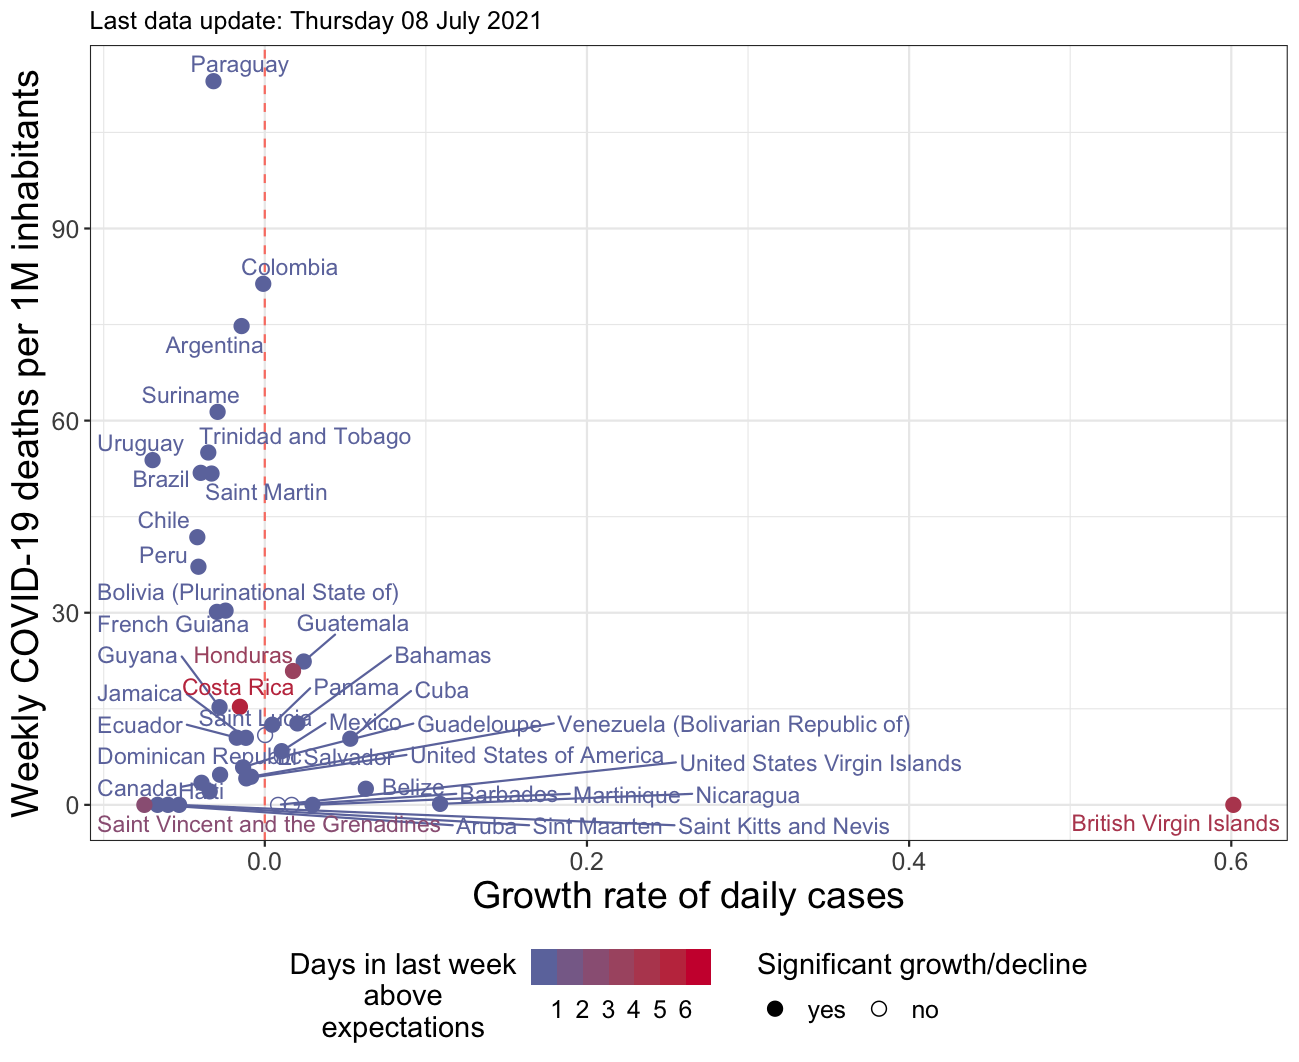 Last data update: Thursday 08 July 2021
Weekly COVID-19 deaths per 1M inhabitants
90
60
30
0
Paraguay
Colombia
Argentina
Suriname
Trinidad and Tobago
Uruguay
Brazil
Saint Martin
Chile
Peru
Bolivia (Plurinational State of)
French Guiana
Guatemala
Guyana
Honduras
Bahamas
Jamaica
Costa Rica
Panama
Cuba
Ecuador
Saint Lucia
Mexico
Guadeloupe
Venezuela (Bolivarian Republic of)
Dominican Republic
El Salvador
United States of America
United States Virgin Islands
Canada
Haiti
Belize
Barbados
Martinique
Nicaragua
Saint Vincent and the Grenadines
Aruba
Sint Maarten
Saint Kitts and Nevis
British Virgin Islands
0.0 0.2 0.4 0.6
Growth rate of daily cases
Days in last week
above
expectations
1 2 3 4 5 6
Significant growth/decline
yes no